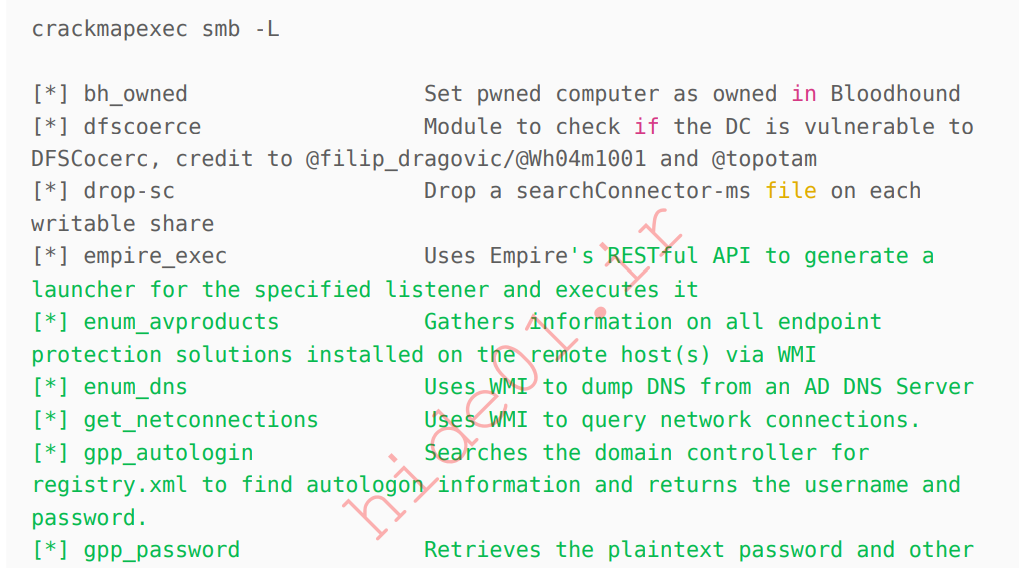 crackmapexec smb -L
[*] bh_owned Set pwned computer as owned in Bloodhound
[*] dfscoerce Module to check if the DC is vulnerable to
DFSCocerc, credit to @filip_dragovic/@Wh04m1001 and @topotam
[*] drop-sc Drop a searchConnector-ms file on each
writable share
[*] empire_exec Uses Empire's RESTful API to generate a
launcher for the specified listener and executes it
[*] enum_avproducts Gathers information on all endpoint
protection solutions installed on the remote host(s) via WMI
[*] enum_dns Uses WMI to dump DNS from an AD DNS Server
[*] get_netconnections Uses WMI to query network connections.
[*] gpp_autologin Searches the domain controller for
registry.xml to find autologon information and returns the username and
password.
[*] gpp_password Retrieves the plaintext password and other
hide01.ir